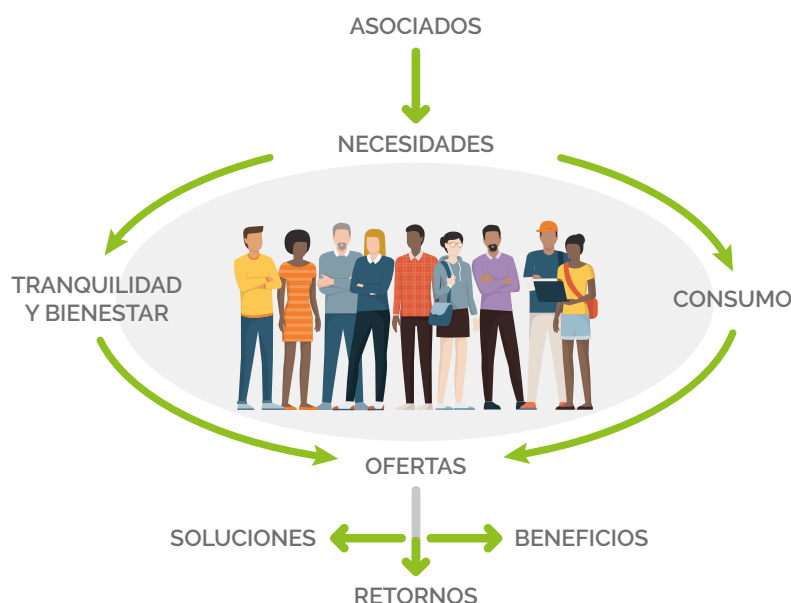 ASOCIADOS
NECESIDADES
TRANQUILIDAD
Y BIENESTAR
CONSUMO
OFERTAS
SOLUCIONES
BENEFICIOS
RETORNOS